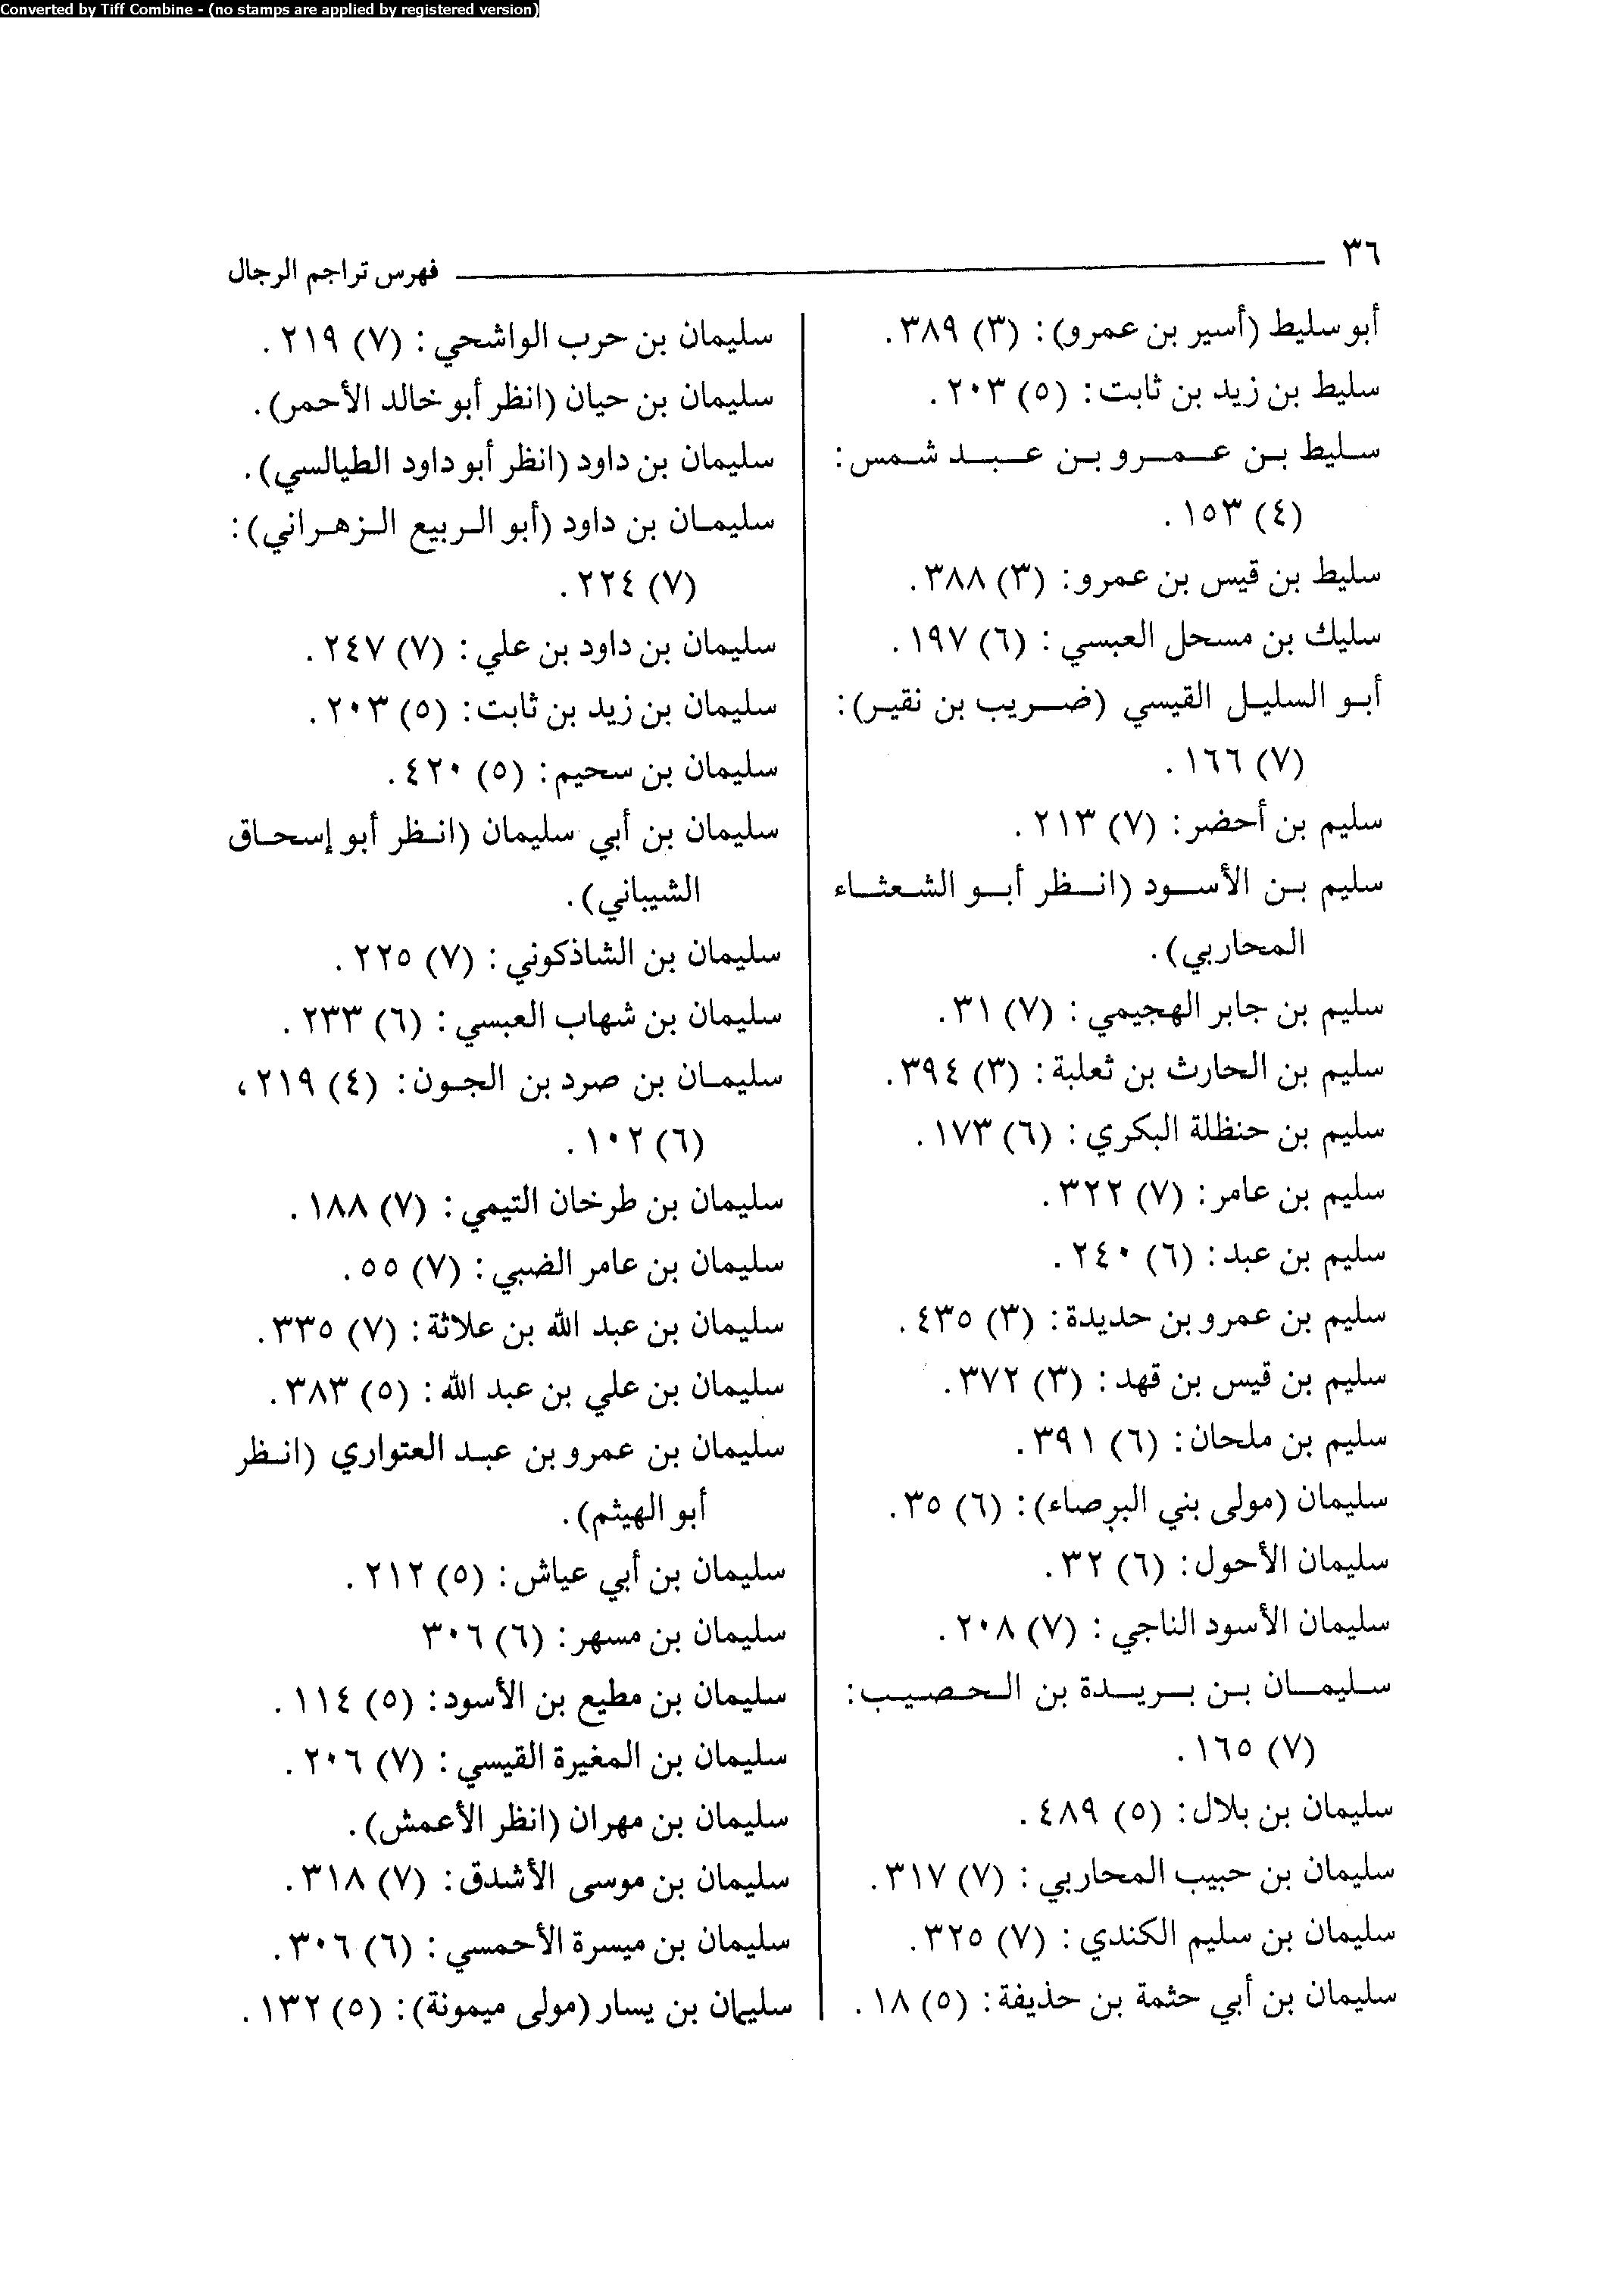 Converted by Tiff Combine - (no stamps are applied by registered version)
٣٦
فهرس تراجم الرجال
أبو سليط (أسير بن عمرو): (٣) ٣٨٩.
سليط بن زيد بن ثابت: (٥) ٢٠٣.
سليط بن عمرو بن عبد شمس:
(٤) ١٥٣.
سليط بن قيس بن عمرو: (٣) ٣٨٨.
سليك بن مسحل العبسي: (٦) ١٩٧.
أبو السليل القيسي (ضريب بن نقير):
(٧) ١٦٦.
سليم بن أحضر: (٧) ٢١٣.
سليم بن الأسود (انظر أبو الشعثاء
المحاربي).
سليم بن جابر الهجيمي: (٧) ٣١.
سليم بن الحارث بن ثعلبة: (٣) ٣٩٤.
سليم بن حنظلة البكري: (٦) ١٧٣.
سليم بن عامر: (٧) ٣٢٢.
سليم بن عبد: (٦) ٢٤٠.
سليم بن عمرو بن حديدة: (٣) ٤٣٥.
سليم بن قيس بن قهد: (٣) ٣٧٢.
سليم بن ملحان: (٦) ٣٩١.
سليمان (مولى بني البرصاء): (٦) ٣٥.
سليمان الأحول: (٦) ٣٢.
سليمان الأسود الناجي: (٧) ٢٠٨.
سليمان بن بريدة بن الحصيب:
(٧) ١٦٥.
سليمان بن بلال: (٥) ٤٨٩.
سليمان بن حبيب المحاربي: (٧) ٣١٧.
سليمان بن سليم الكندي: (٧) ٣٢٥.
سليمان بن أبي حثمة بن حذيفة: (٥) ١٨.
سليمان بن حرب الواشحي: (٧) ٢١٩.
سليمان بن حيان (انظر أبو خالد الأحمر).
سليمان بن داود (انظر أبو داود الطيالسي).
سليمان بن داود (أبو الربيع الزهراني):
(٧) ٢٢٤.
سليمان بن داود بن علي: (٧) ٢٤٧.
سليمان بن زيد بن ثابت: (٥) ٢٠٣.
سليمان بن سحيم: (٥) ٤٢٠.
سليمان بن أبي سليمان (انظر أبو إسحاق
الشيباني).
سليمان بن الشاذكوني: (٧) ٢٢٥.
سليمان بن شهاب العبسي: (٦) ٢٣٣.
سليمان بن صرد بن الجون: (٤) ٢١٩،
(٦) ١٠٢.
سليمان بن طرخان التيمي: (٧) ١٨٨.
سليمان بن عامر الضبي: (٧) ٥٥.
سليمان بن عبد الله بن علاثة: (٧) ٣٣٥.
سليمان بن علي بن عبد الله: (٥) ٣٨٣.
سليمان بن عمرو بن عبد العتواري (انظر
أبو الهيثم).
سليمان بن أبي عياش: (٥) ٢١٢.
سليمان بن مسهر: (٦) ٣٠٦
سليمان بن مطيع بن الأسود: (٥) ١١٤.
سليمان بن المغيرة القيسي: (٧) ٢٠٦.
سليمان بن مهران (انظر الأعمش).
سليمان بن موسى الأشدق: (٧) ٣١٨.
سليمان بن ميسرة الأحمسي: (٦) ٣٠٦.
سليمان بن يسار (مولى ميمونة): (٥) ١٣٢.